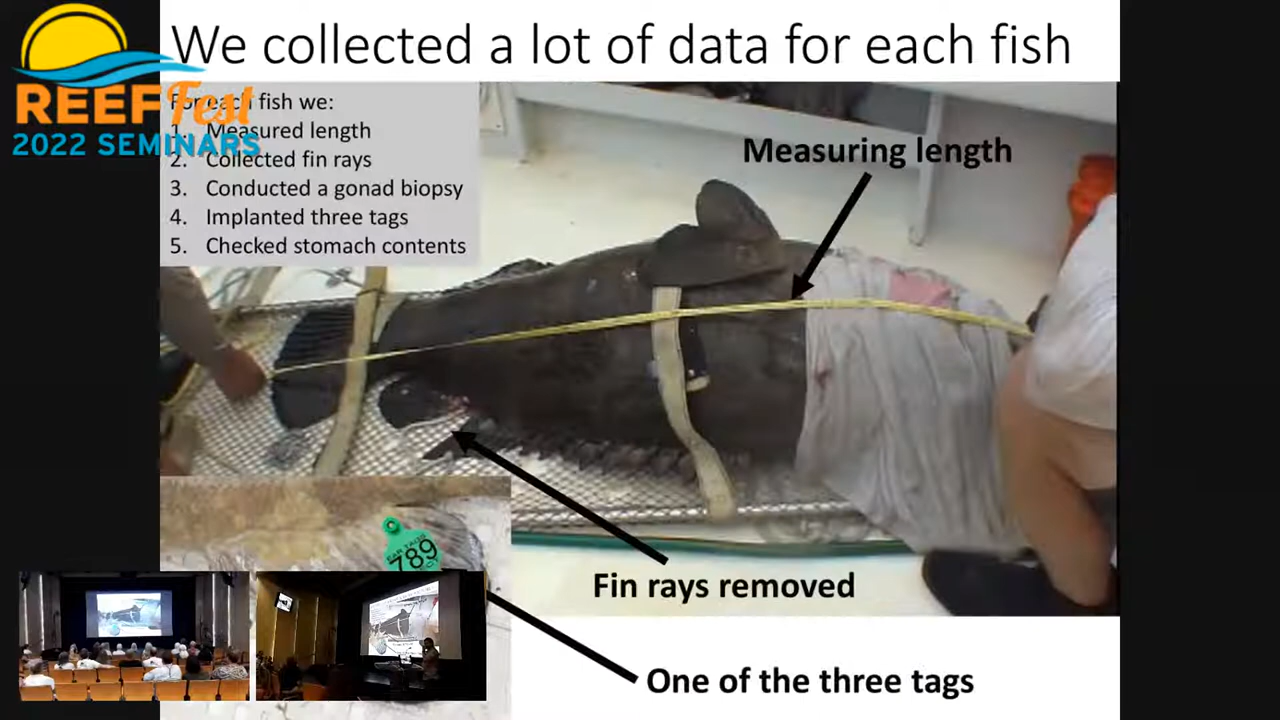 We collected a lot of data for each fish
REEF Fest
2022 SEMINARS
For each fish we:
1. Measured length
2. Collected fin rays
3. Conducted a gonad biopsy
4. Implanted three tags
5. Checked stomach contents
Measuring length
789
Fin rays removed
One of the three tags